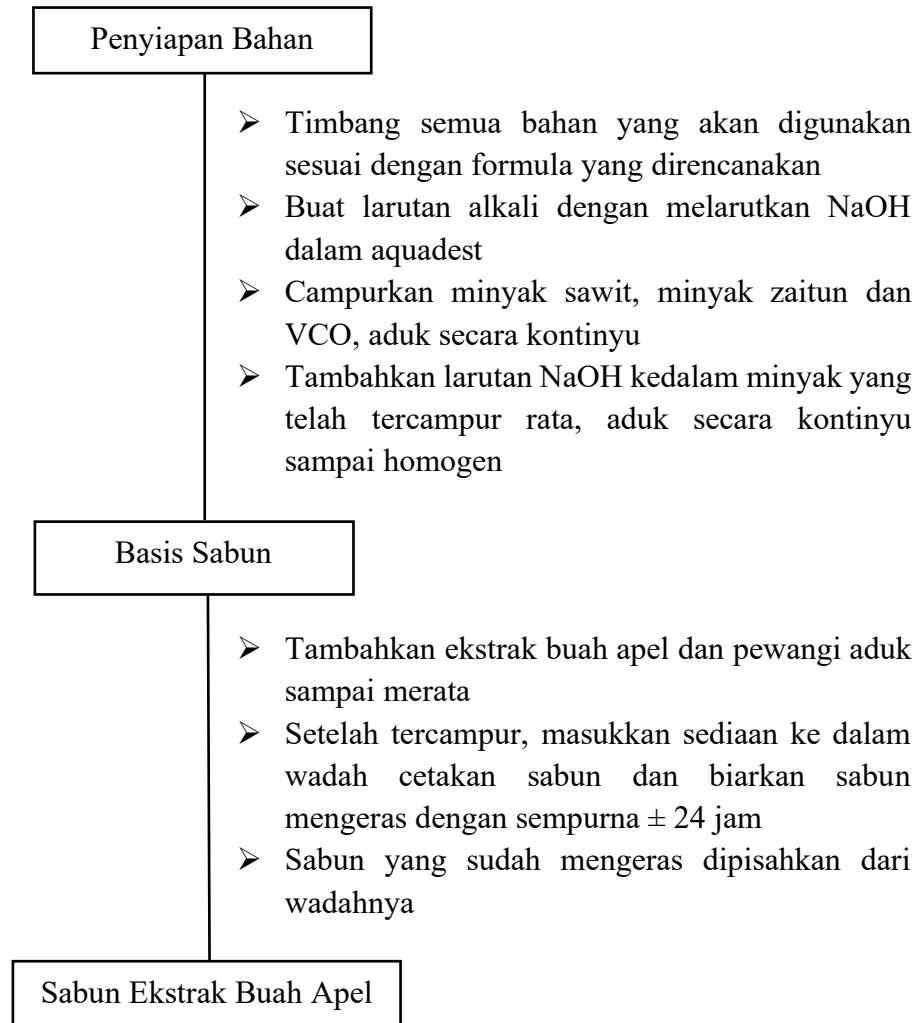 Penyiapan Bahan
➢ Timbang semua bahan yang akan digunakan
sesuai dengan formula yang direncanakan
➢ Buat larutan alkali dengan melarutkan NaOH
dalam aquadest
➢ Campurkan minyak sawit, minyak zaitun dan
VCO, aduk secara kontinyu
➢ Tambahkan larutan NaOH kedalam minyak yang
telah tercampur rata, aduk secara kontinyu
sampai homogen
Basis Sabun
➢ Tambahkan ekstrak buah apel dan pewangi aduk
sampai merata
➢ Setelah tercampur, masukkan sediaan ke dalam
wadah cetakan sabun dan biarkan sabun
mengeras dengan sempurna ± 24 jam
➢ Sabun yang sudah mengeras dipisahkan dari
wadahnya
Sabun Ekstrak Buah Apel